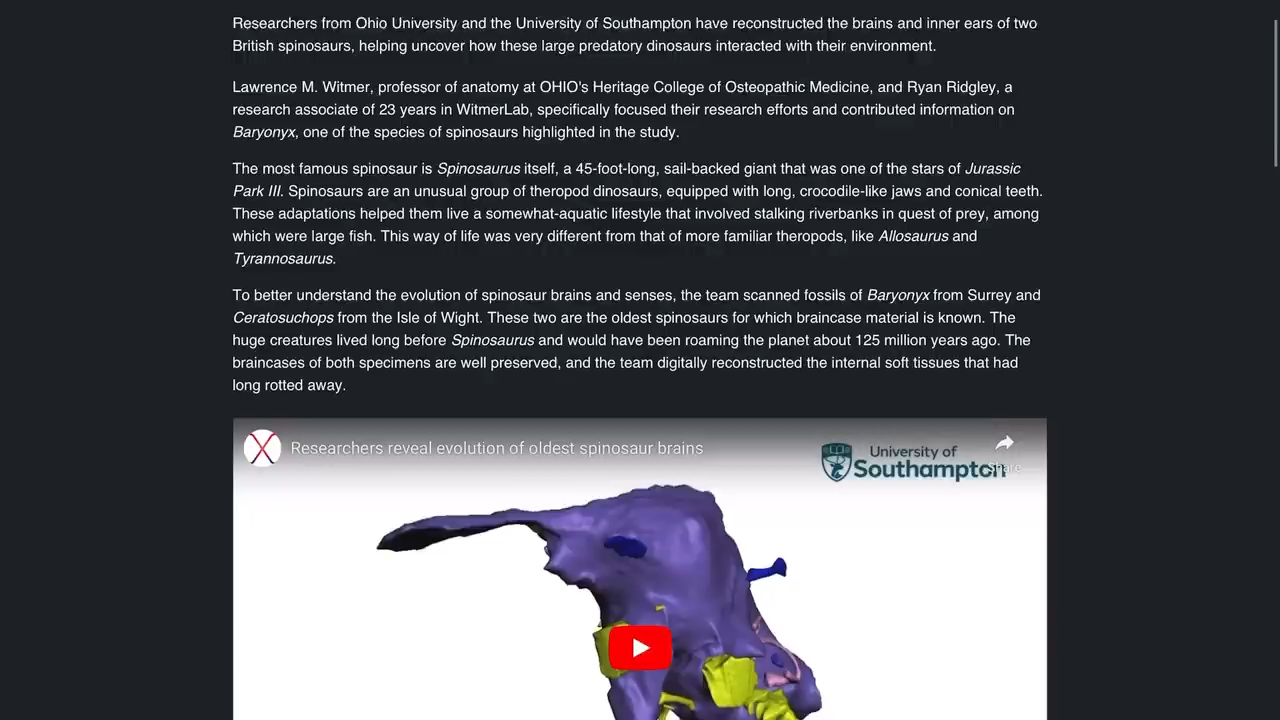 Researchers from Ohio University and the University of Southampton have reconstructed the brains and inner ears of two
British spinosaurs, helping uncover how these large predatory dinosaurs interacted with their environment.
Lawrence M. Witmer, professor of anatomy at OHIO's Heritage College of Osteopathic Medicine, and Ryan Ridgley, a
research associate of 23 years in WitmerLab, specifically focused their research efforts and contributed information on
Baryonyx, one of the species of spinosaurs highlighted in the study.
The most famous spinosaur is Spinosaurus itself, a 45-foot-long, sail-backed giant that was one of the stars of Jurassic
Park III. Spinosaurs are an unusual group of theropod dinosaurs, equipped with long, crocodile-like jaws and conical teeth.
These adaptations helped them live a somewhat-aquatic lifestyle that involved stalking riverbanks in quest of prey, among
which were large fish. This way of life was very different from that of more familiar theropods, like Allosaurus and
Tyrannosaurus.
To better understand the evolution of spinosaur brains and senses, the team scanned fossils of Baryonyx from Surrey and
Ceratosuchops from the Isle of Wight. These two are the oldest spinosaurs for which braincase material is known. The
huge creatures lived long before Spinosaurus and would have been roaming the planet about 125 million years ago. The
braincases of both specimens are well preserved, and the team digitally reconstructed the internal soft tissues that had
long rotted away.
Researchers reveal evolution of oldest spinosaur brains
University of
Southampton
Share